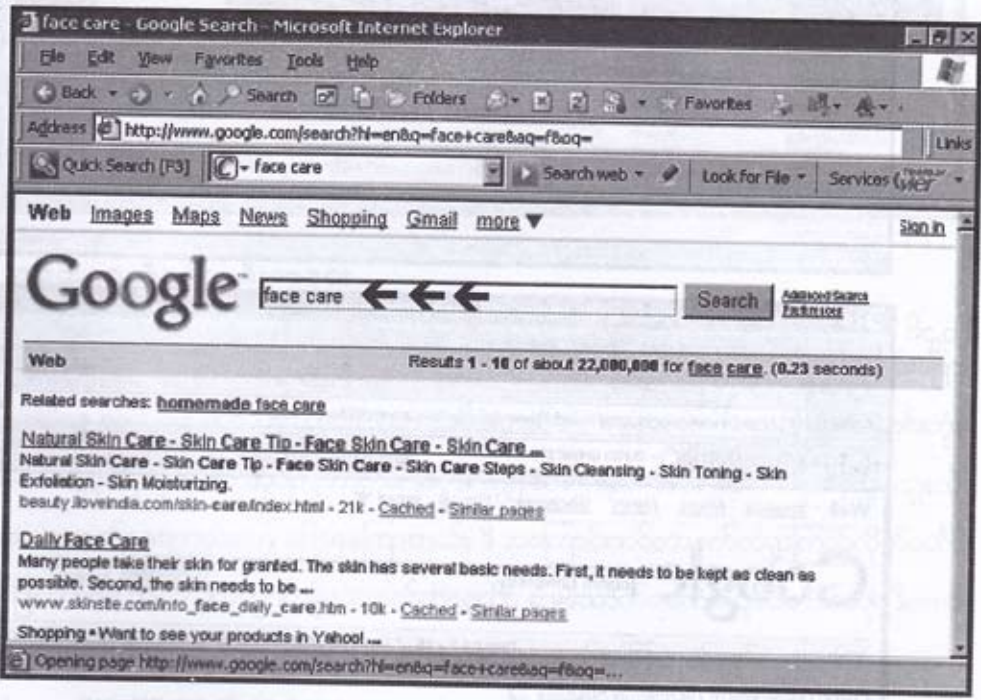 face care - Google Search - Microsoft Internet Explorer
File Edit View Favorites Tools Help
Back Search Folders Favorites
Address http://www.google.com/search?hl=en&q=face+care&aq=f&oq=
Links
Quick Search [F3] face care Search web Look for File Services
Web Images Maps News Shopping Gmail more ▼
Sign in
Google™ face care Search Advanced Search
Preferences
Web Results 1 - 10 of about 22,000,000 for face care. (0.23 seconds)
Related searches: homemade face care
Natural Skin Care - Skin Care Tip - Face Skin Care - Skin Care ...
Natural Skin Care - Skin Care Tip - Face Skin Care - Skin Care Steps - Skin Cleansing - Skin Toning - Skin
Exfoliation - Skin Moisturizing.
beauty.iloveindia.com/skin-care/index.html - 21k - Cached - Similar pages
Daily Face Care
Many people take their skin for granted. The skin has several basic needs. First, it needs to be kept as clean as
possible. Second, the skin needs to be ...
www.skinsite.com/info_face_daily_care.htm - 10k - Cached - Similar pages
Shopping • Want to see your products in Yahoo! ...
Opening page http://www.google.com/search?hl=en&q=face+care&aq=f&oq=...